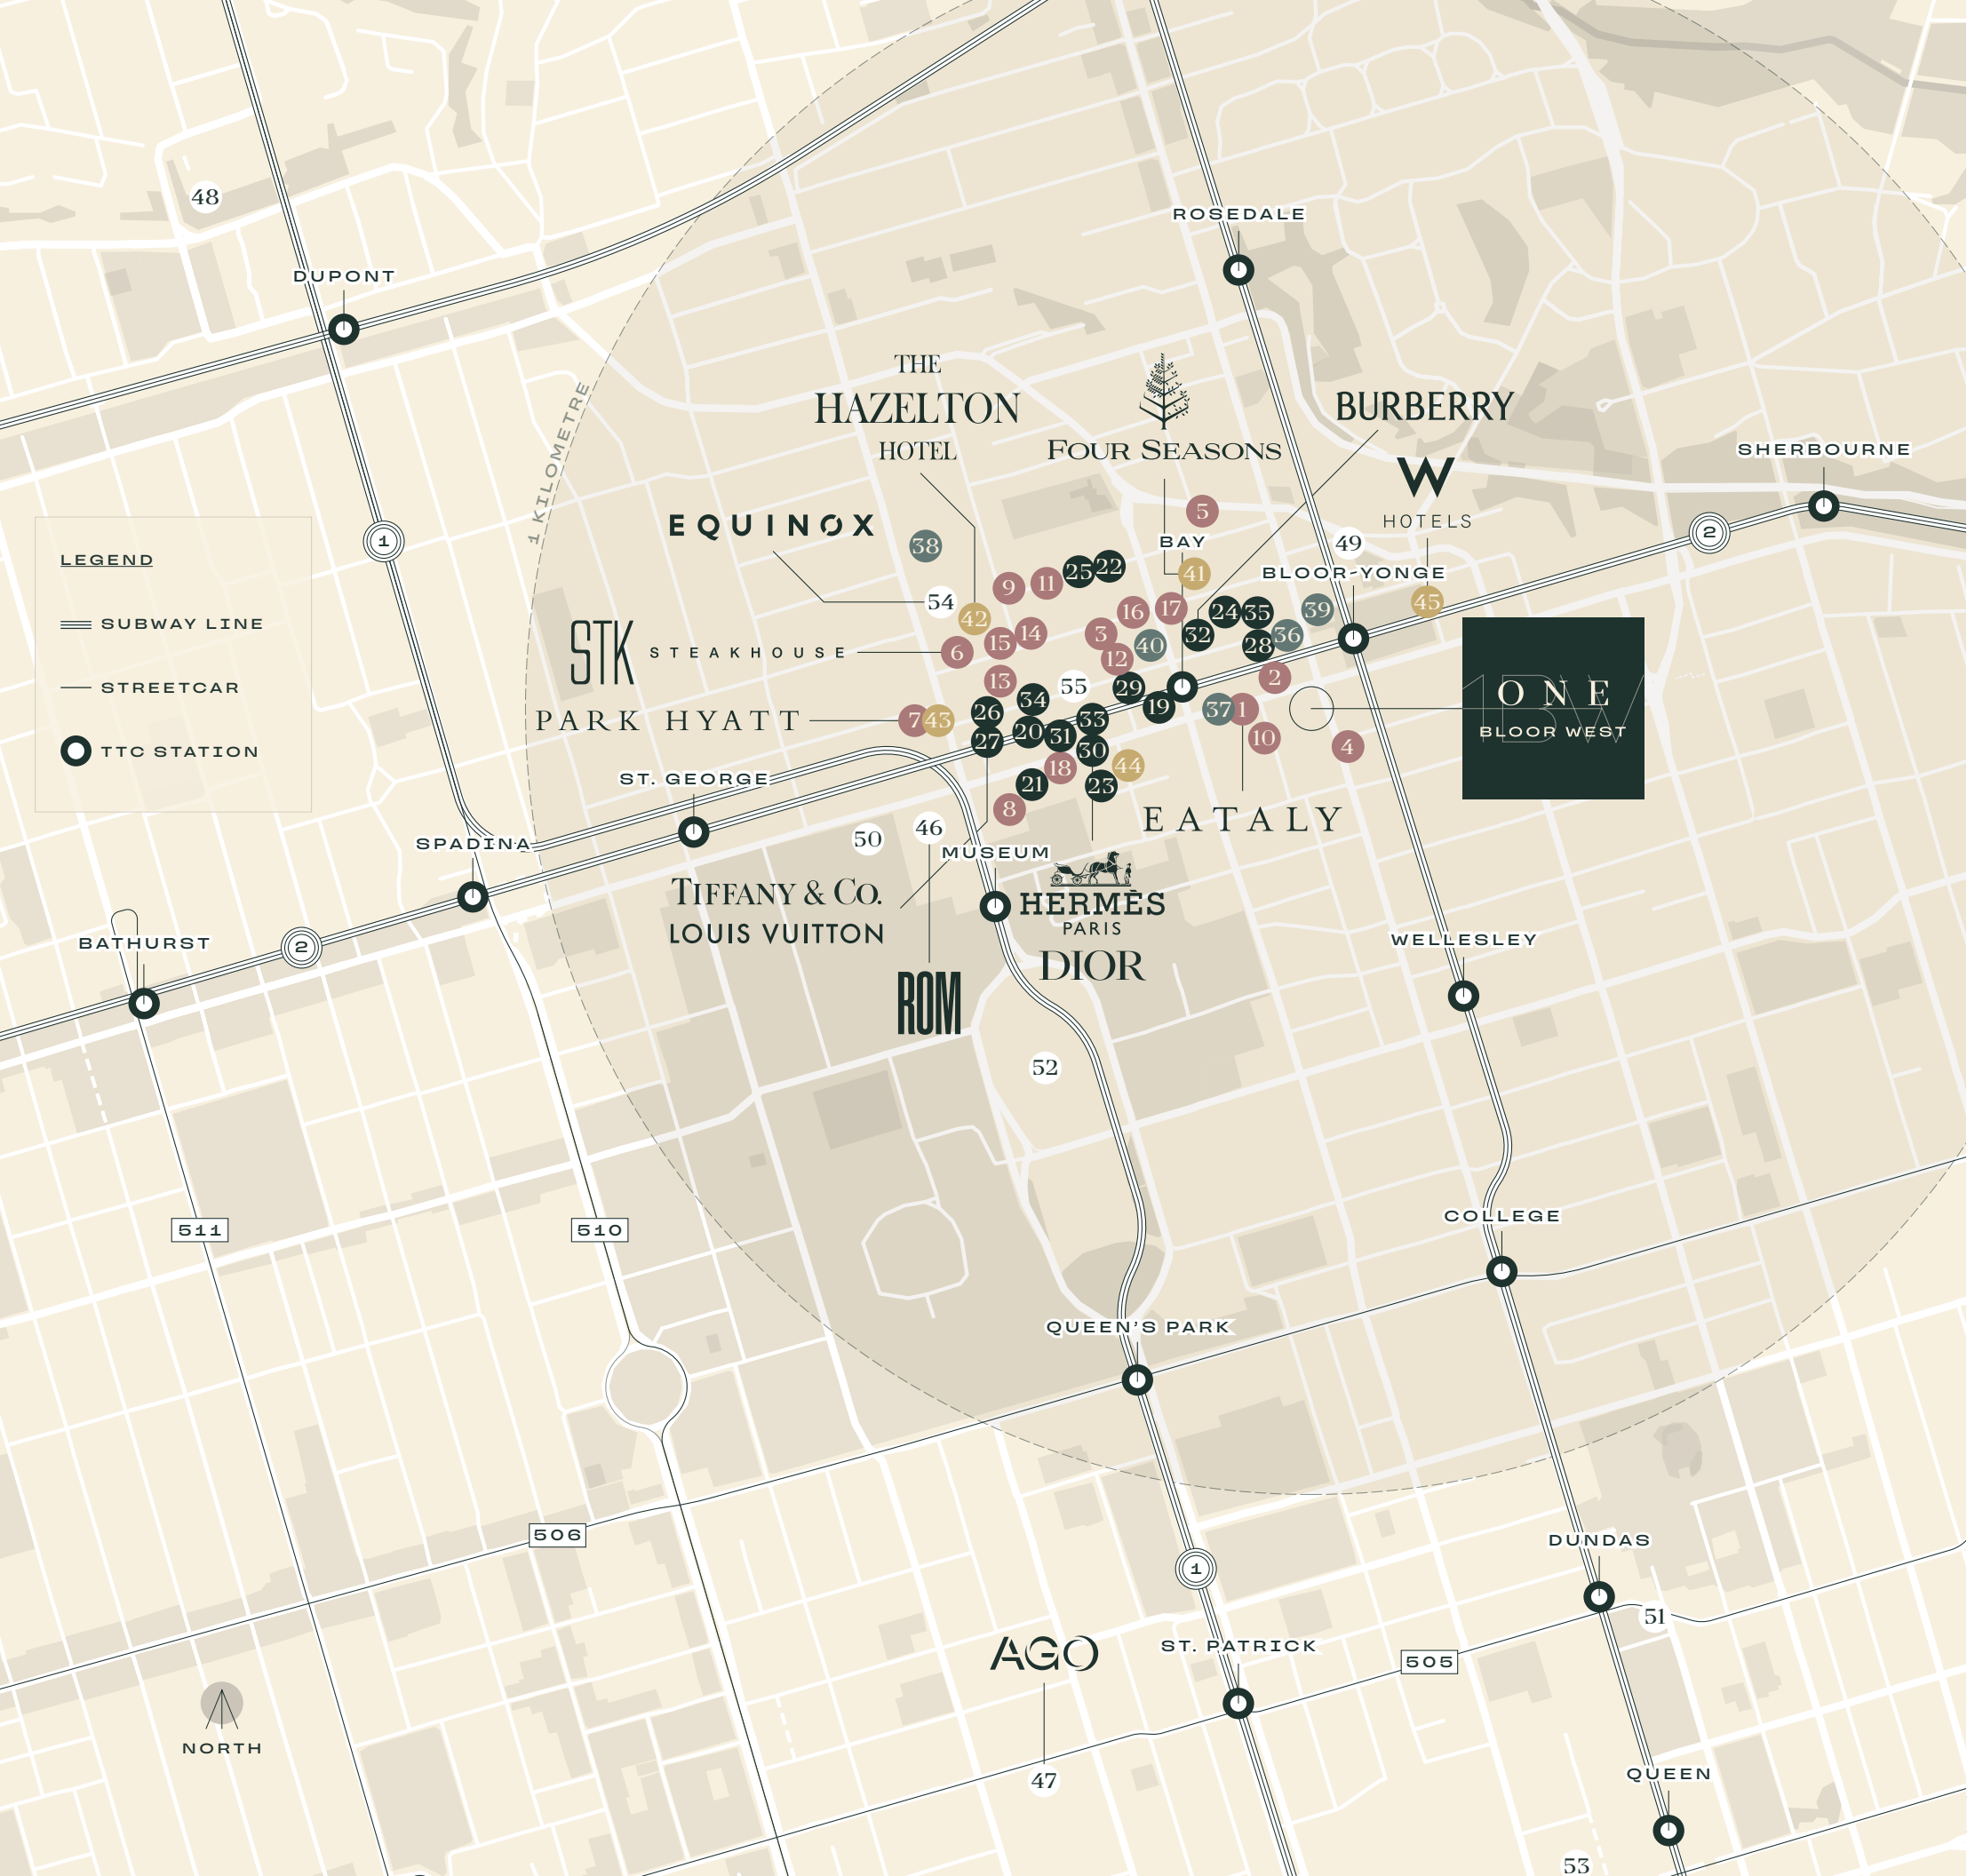 48
ROSEDALE
DUPONT
THE
HAZELTON
HOTEL
FOUR SEASONS
BURBERRY
W
HOTELS
SHERBOURNE
1 KILOMETRE
EQUINOX
1
2
LEGEND
SUBWAY LINE
STREETCAR
TTC STATION
38
5
BAY
49
BLOOR-YONGE
9
11
25
22
41
54
42
16
17
24
35
39
45
STK STEAKHOUSE
6
15
14
3
12
40
32
28
36
13
34
55
29
2
PARK HYATT
7
43
26
27
20
31
33
30
19
37
1
10
4
ONE
1BW
BLOOR WEST
18
44
21
23
8
ST. GEORGE
EATALY
SPADINA
50
46
MUSEUM
TIFFANY & CO.
LOUIS VUITTON
HERMÈS
PARIS
DIOR
ROM
BATHURST
2
WELLESLEY
52
511
510
COLLEGE
QUEEN'S PARK
506
1
DUNDAS
51
AGO
ST. PATRICK
505
47
NORTH
QUEEN
53